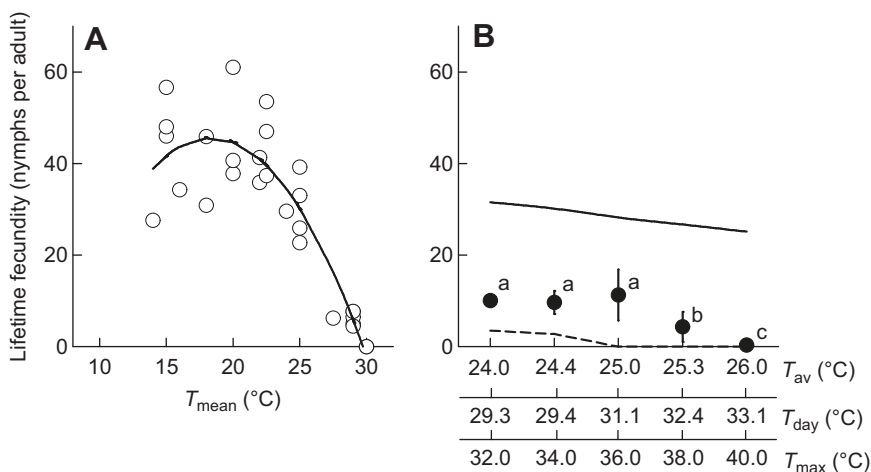 Lifetime fecundity (nymphs per adult)
A
60
40
20
0
10 15 20 25 30
Tmean (°C)
B
60
40
20
0
a a a b c
24.0 24.4 25.0 25.3 26.0 Tav (°C)
29.3 29.4 31.1 32.4 33.1 Tday (°C)
32.0 34.0 36.0 38.0 40.0 Tmax (°C)